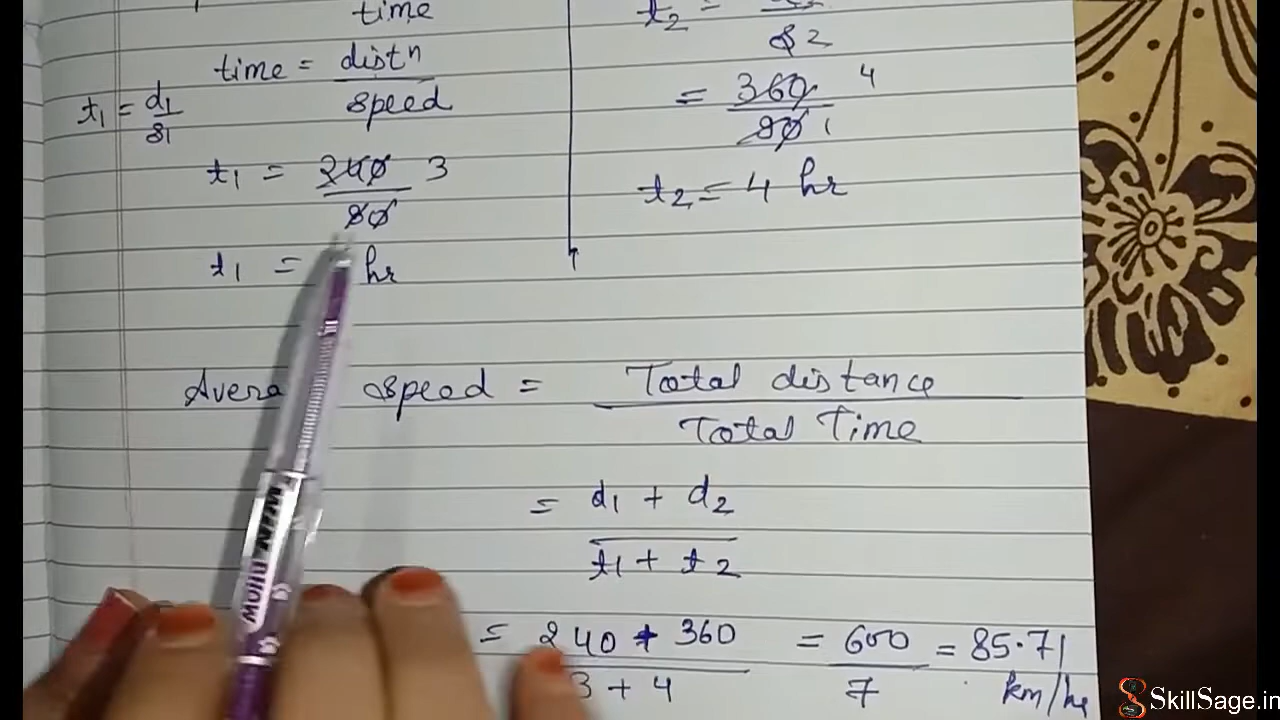 time
time = distⁿ
speed
t1 = d1
s1
t1 = 240 3
80
t1 = hr
t2 =
s2
= 360 4
90 1
t2 = 4 hr
speed = Total distance
Total Time
= d1 + d2
t1 + t2
= 240 + 360 = 600 = 85.71
3 + 4 7 km/hr
WIN
SkillSage.in